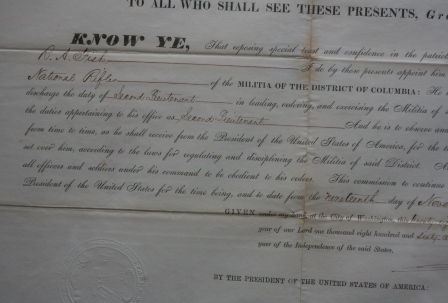 TO ALL WHO SHALL SEE THESE PRESENTS,
KNOW YE, That reposing special trust and confidence in the
I do by these presents appoint
National Rifles of the MILITIA OF THE DISTRICT OF COLUMBIA: He
discharge the duty of Second Lieutenant in leading, ordering, and exercising the Militia of
the duties appertaining to his office as Second Lieutenant And he is to observe
from time to time, as he shall receive from the President of the United States of America, for the
set over him, according to the laws for regulating and disciplining the Militia of said District.
all officers and soldiers under his command to be obedient to his orders. This commission to continue
President of the United States for the time being, and to date from the Nineteenth day of
GIVEN under my hand, at the City of Washington, this
year of our Lord one thousand eight hundred and
year of the Independence of the said States.
BY THE PRESIDENT OF THE UNITED STATES OF AMERICA: